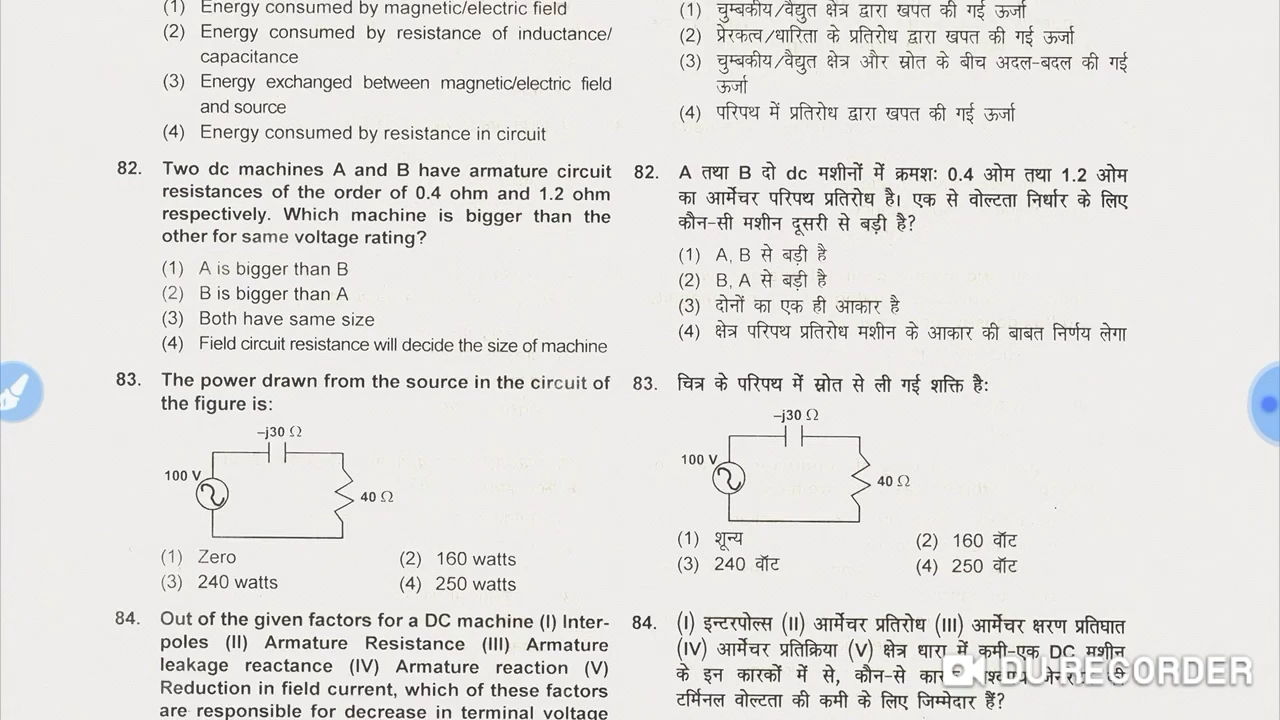 (1) Energy consumed by magnetic/electric field
(2) Energy consumed by resistance of inductance/
capacitance
(3) Energy exchanged between magnetic/electric field
and source
(4) Energy consumed by resistance in circuit
82. Two dc machines A and B have armature circuit
resistances of the order of 0.4 ohm and 1.2 ohm
respectively. Which machine is bigger than the
other for same voltage rating?
(1) A is bigger than B
(2) B is bigger than A
(3) Both have same size
(4) Field circuit resistance will decide the size of machine
83. The power drawn from the source in the circuit of
the figure is:
–j30 Ω
100 V
40 Ω
(1) Zero (2) 160 watts
(3) 240 watts (4) 250 watts
84. Out of the given factors for a DC machine (I) Inter-
poles (II) Armature Resistance (III) Armature
leakage reactance (IV) Armature reaction (V)
Reduction in field current, which of these factors
are responsible for decrease in terminal voltage
(1) चुम्बकीय/वैद्युत क्षेत्र द्वारा खपत की गई ऊर्जा
(2) प्रेरकत्व/धारिता के प्रतिरोध द्वारा खपत की गई ऊर्जा
(3) चुम्बकीय/वैद्युत क्षेत्र और स्रोत के बीच अदल-बदल की गई
ऊर्जा
(4) परिपथ में प्रतिरोध द्वारा खपत की गई ऊर्जा
82. A तथा B दो dc मशीनों में क्रमशः 0.4 ओम तथा 1.2 ओम
का आर्मेचर परिपथ प्रतिरोध है। एक से वोल्टता निर्धार के लिए
कौन-सी मशीन दूसरी से बड़ी है?
(1) A, B से बड़ी है
(2) B, A से बड़ी है
(3) दोनों का एक ही आकार है
(4) क्षेत्र परिपथ प्रतिरोध मशीन के आकार की बाबत निर्णय लेगा
83. चित्र के परिपथ में स्रोत से ली गई शक्ति है:
–j30 Ω
100 V
40 Ω
(1) शून्य (2) 160 वॉट
(3) 240 वॉट (4) 250 वॉट
84. (I) इन्टरपोल्स (II) आर्मेचर प्रतिरोध (III) आर्मेचर क्षरण प्रतिघात
(IV) आर्मेचर प्रतिक्रिया (V) क्षेत्र धारा में कमी-एक DC मशीन
के इन कारकों में से, कौन-से
टर्मिनल वोल्टता की कमी के लिए जिम्मेदार हैं?
DU RECORDER